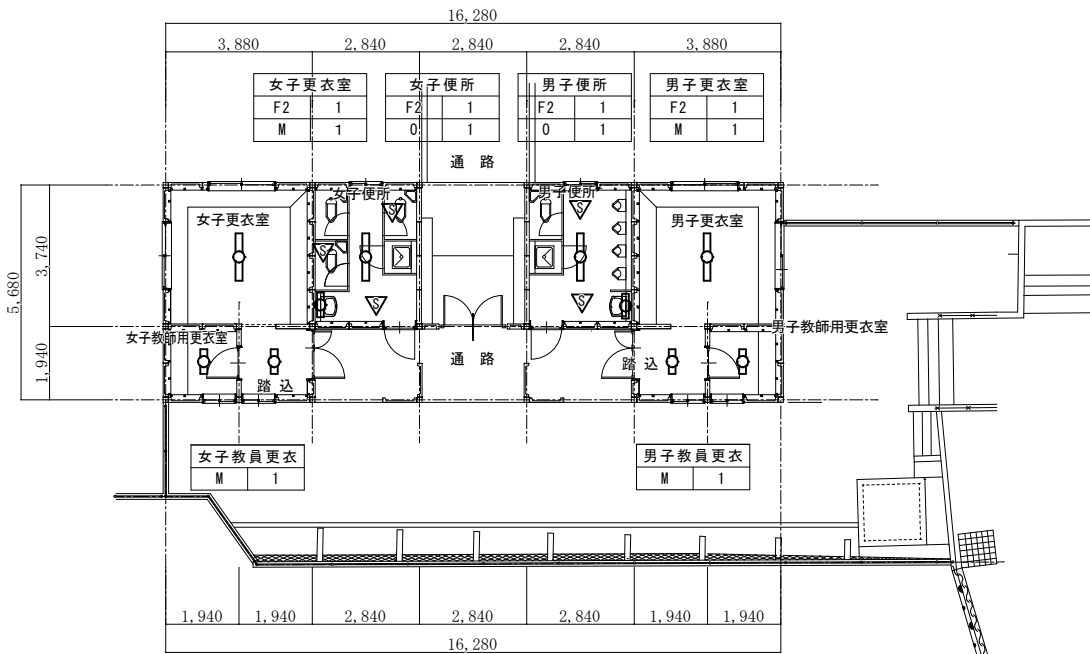 16,280
3,880 2,840 2,840 2,840 3,880
女子更衣室 女子便所 男子便所 男子更衣室
F2 1 F2 1 F2 1 F2 1
M 1 O 1 O 1 M 1
通 路
女子便所 男子便所
女子更衣室 男子更衣室
S S S
S S
5,680 3,740 1,940
女子教師用更衣室 男子教師用更衣室
通 路
踏 込 踏 込
女子教員更衣 男子教員更衣
M 1 M 1
1,940 1,940 2,840 2,840 2,840 1,940 1,940
16,280